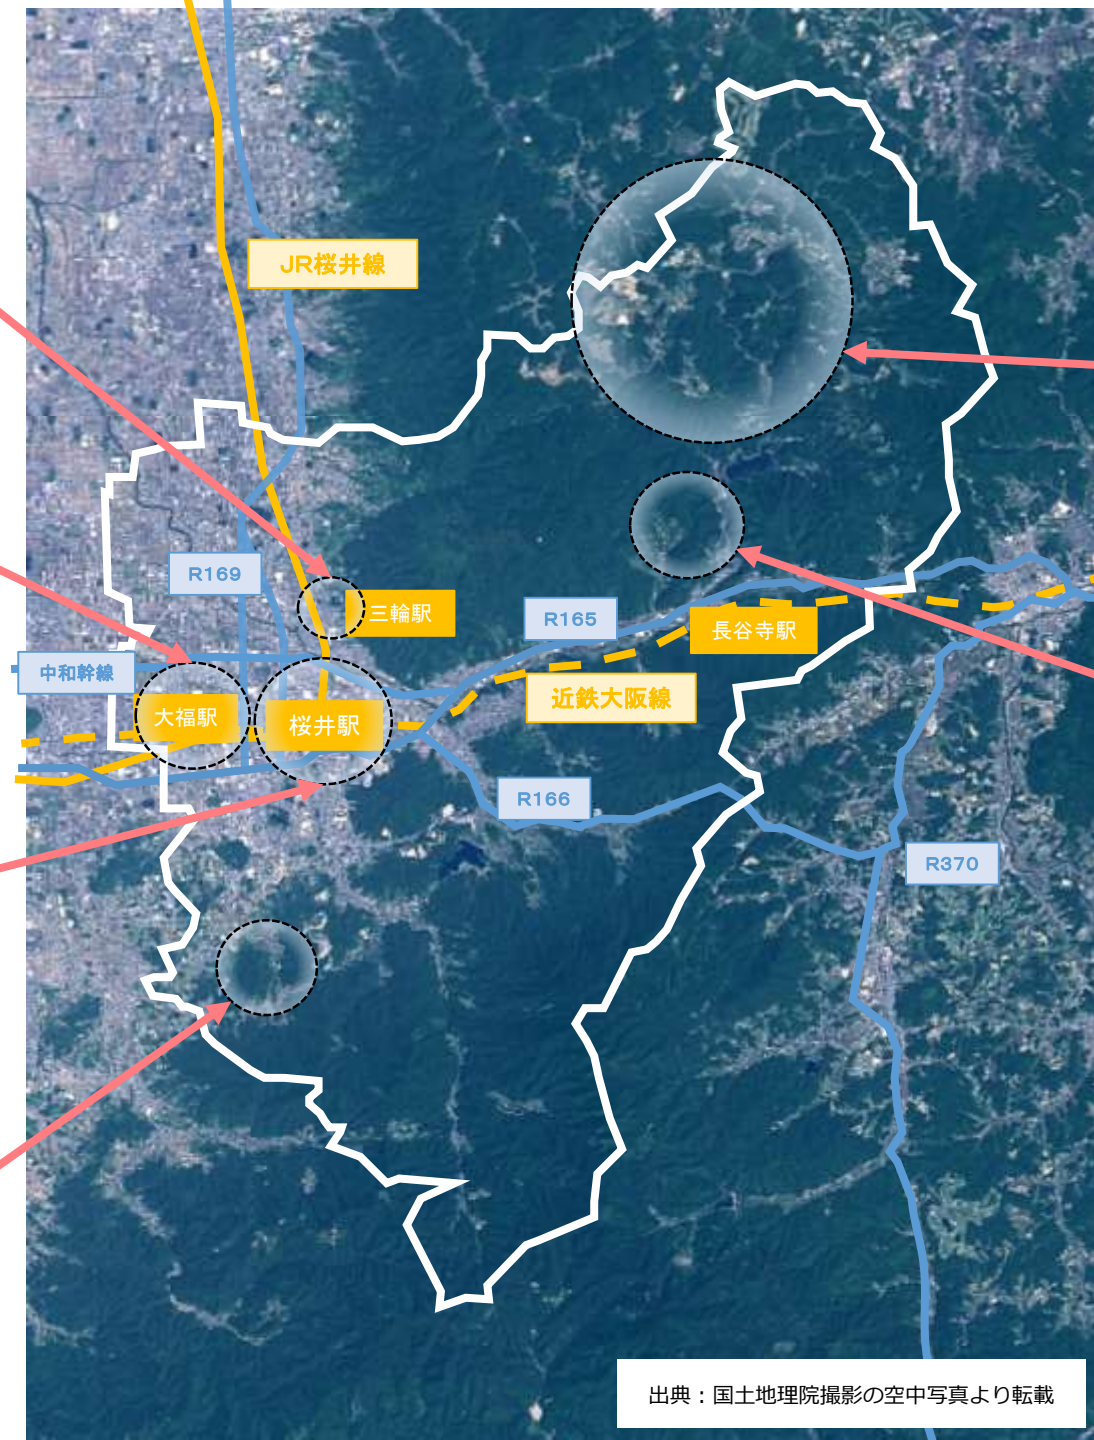 JR桜井線
R169
三輪駅
R165
長谷寺駅
中和幹線
近鉄大阪線
大福駅
桜井駅
R166
R370
出典：国土地理院撮影の空中写真より転載